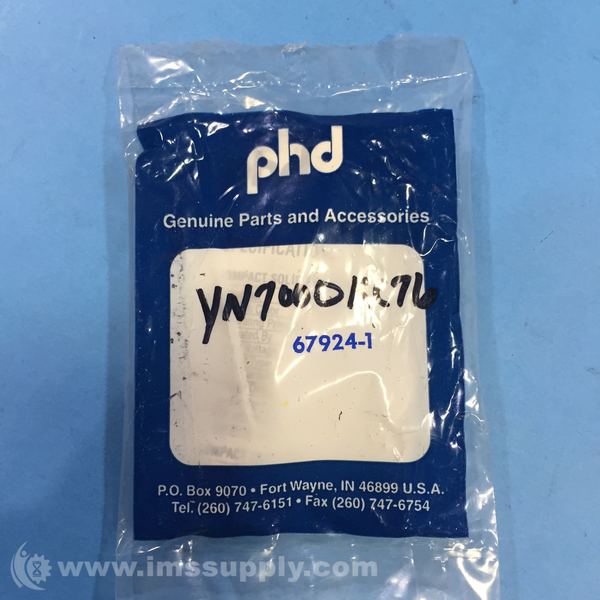 phd
Genuine Parts and Accessories
67924-1
P.O. Box 9070 • Fort Wayne, IN 46899 U.S.A.
Tel. (260) 747-6151 • Fax (260) 747-6754
www.imssupply.com